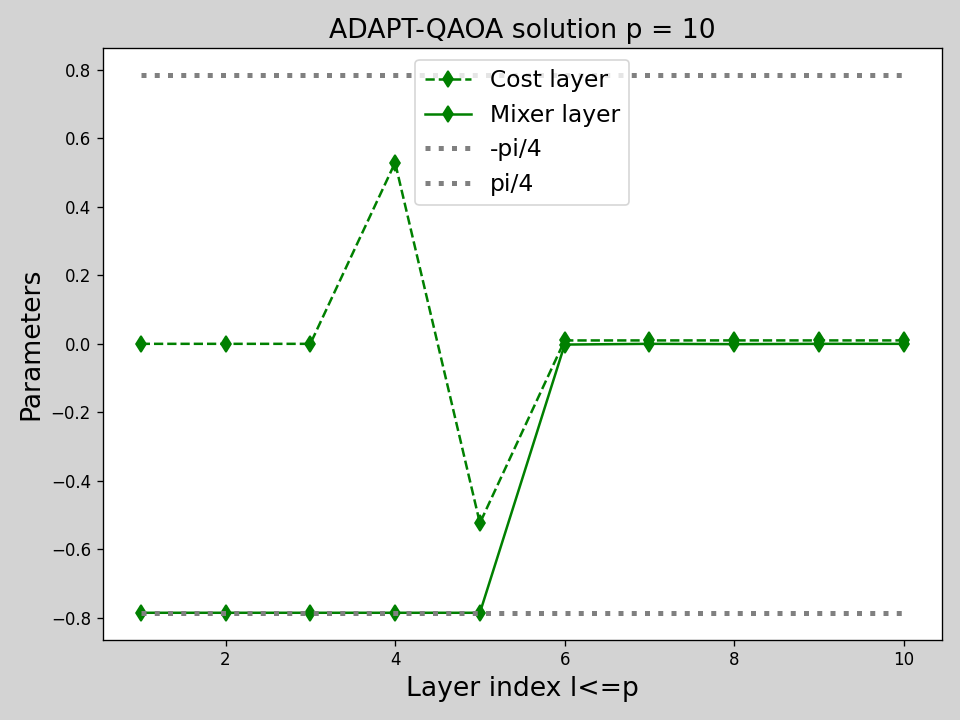 ADAPT-QAOA solution p = 10
Cost layer
Mixer layer
-pi/4
pi/4
0.8
0.6
0.4
0.2
0.0
−0.2
−0.4
−0.6
−0.8
Parameters
2 4 6 8 10
Layer index l<=p